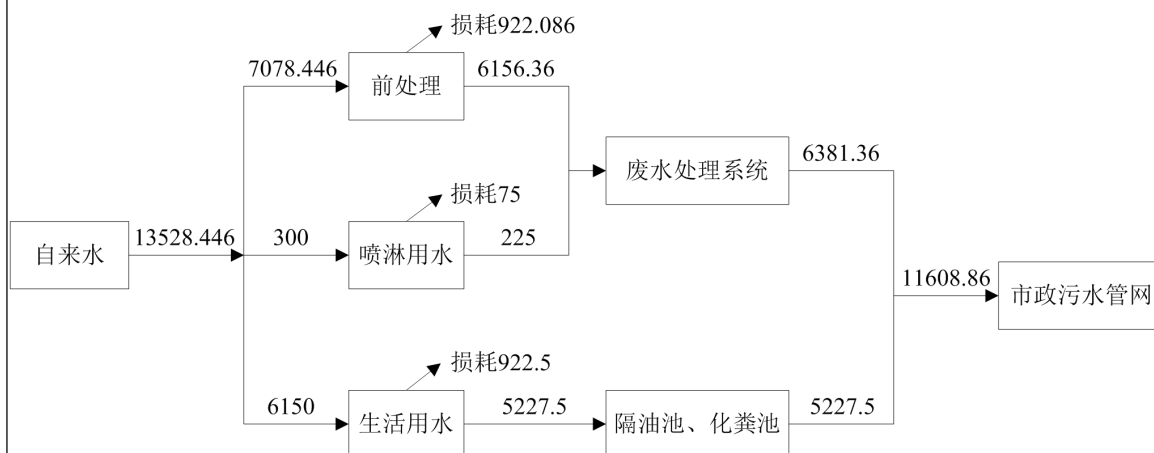 损耗922.086
7078.446
前处理
6156.36
废水处理系统
6381.36
损耗75
自来水
13528.446
300
喷淋用水
225
11608.86
市政污水管网
损耗922.5
6150
生活用水
5227.5
隔油池、化粪池
5227.5